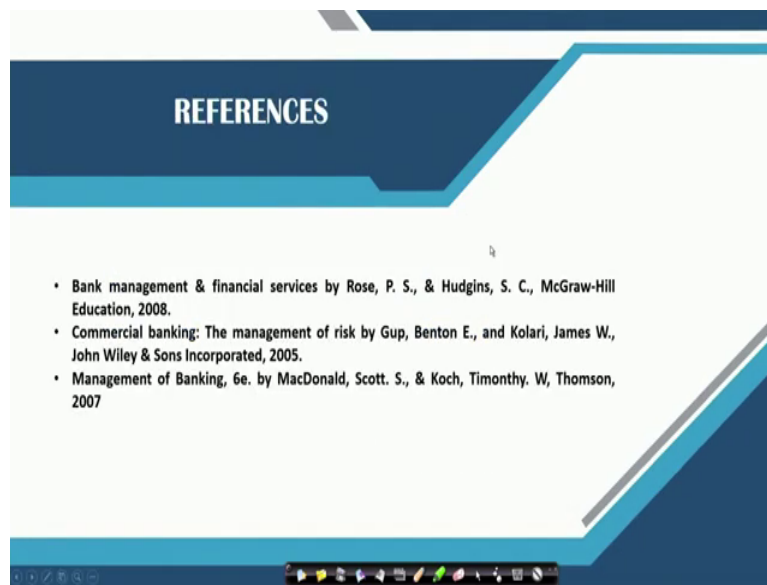 REFERENCES
• Bank management & financial services by Rose, P. S., & Hudgins, S. C., McGraw-Hill
Education, 2008.
• Commercial banking: The management of risk by Gup, Benton E., and Kolari, James W.,
John Wiley & Sons Incorporated, 2005.
• Management of Banking, 6e. by MacDonald, Scott. S., & Koch, Timonthy. W, Thomson,
2007